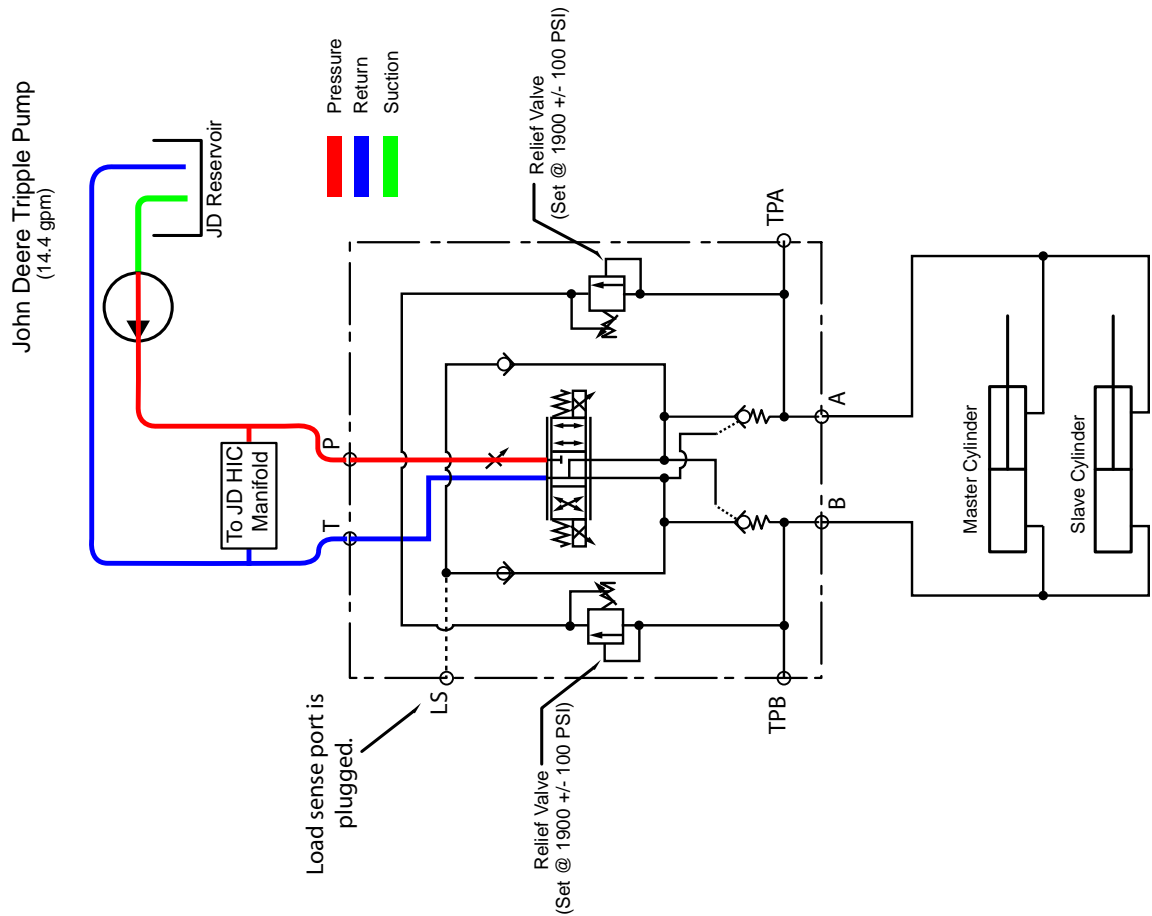 John Deere Tripple Pump
(14.4 gpm)
JD Reservoir
Pressure
Return
Suction
To JD HIC
Manifold
P
T
Relief Valve
(Set @ 1900 +/- 100 PSI)
TPA
Load sense port is
plugged.
LS
Relief Valve
(Set @ 1900 +/- 100 PSI)
TPB
A
B
Master Cylinder
Slave Cylinder